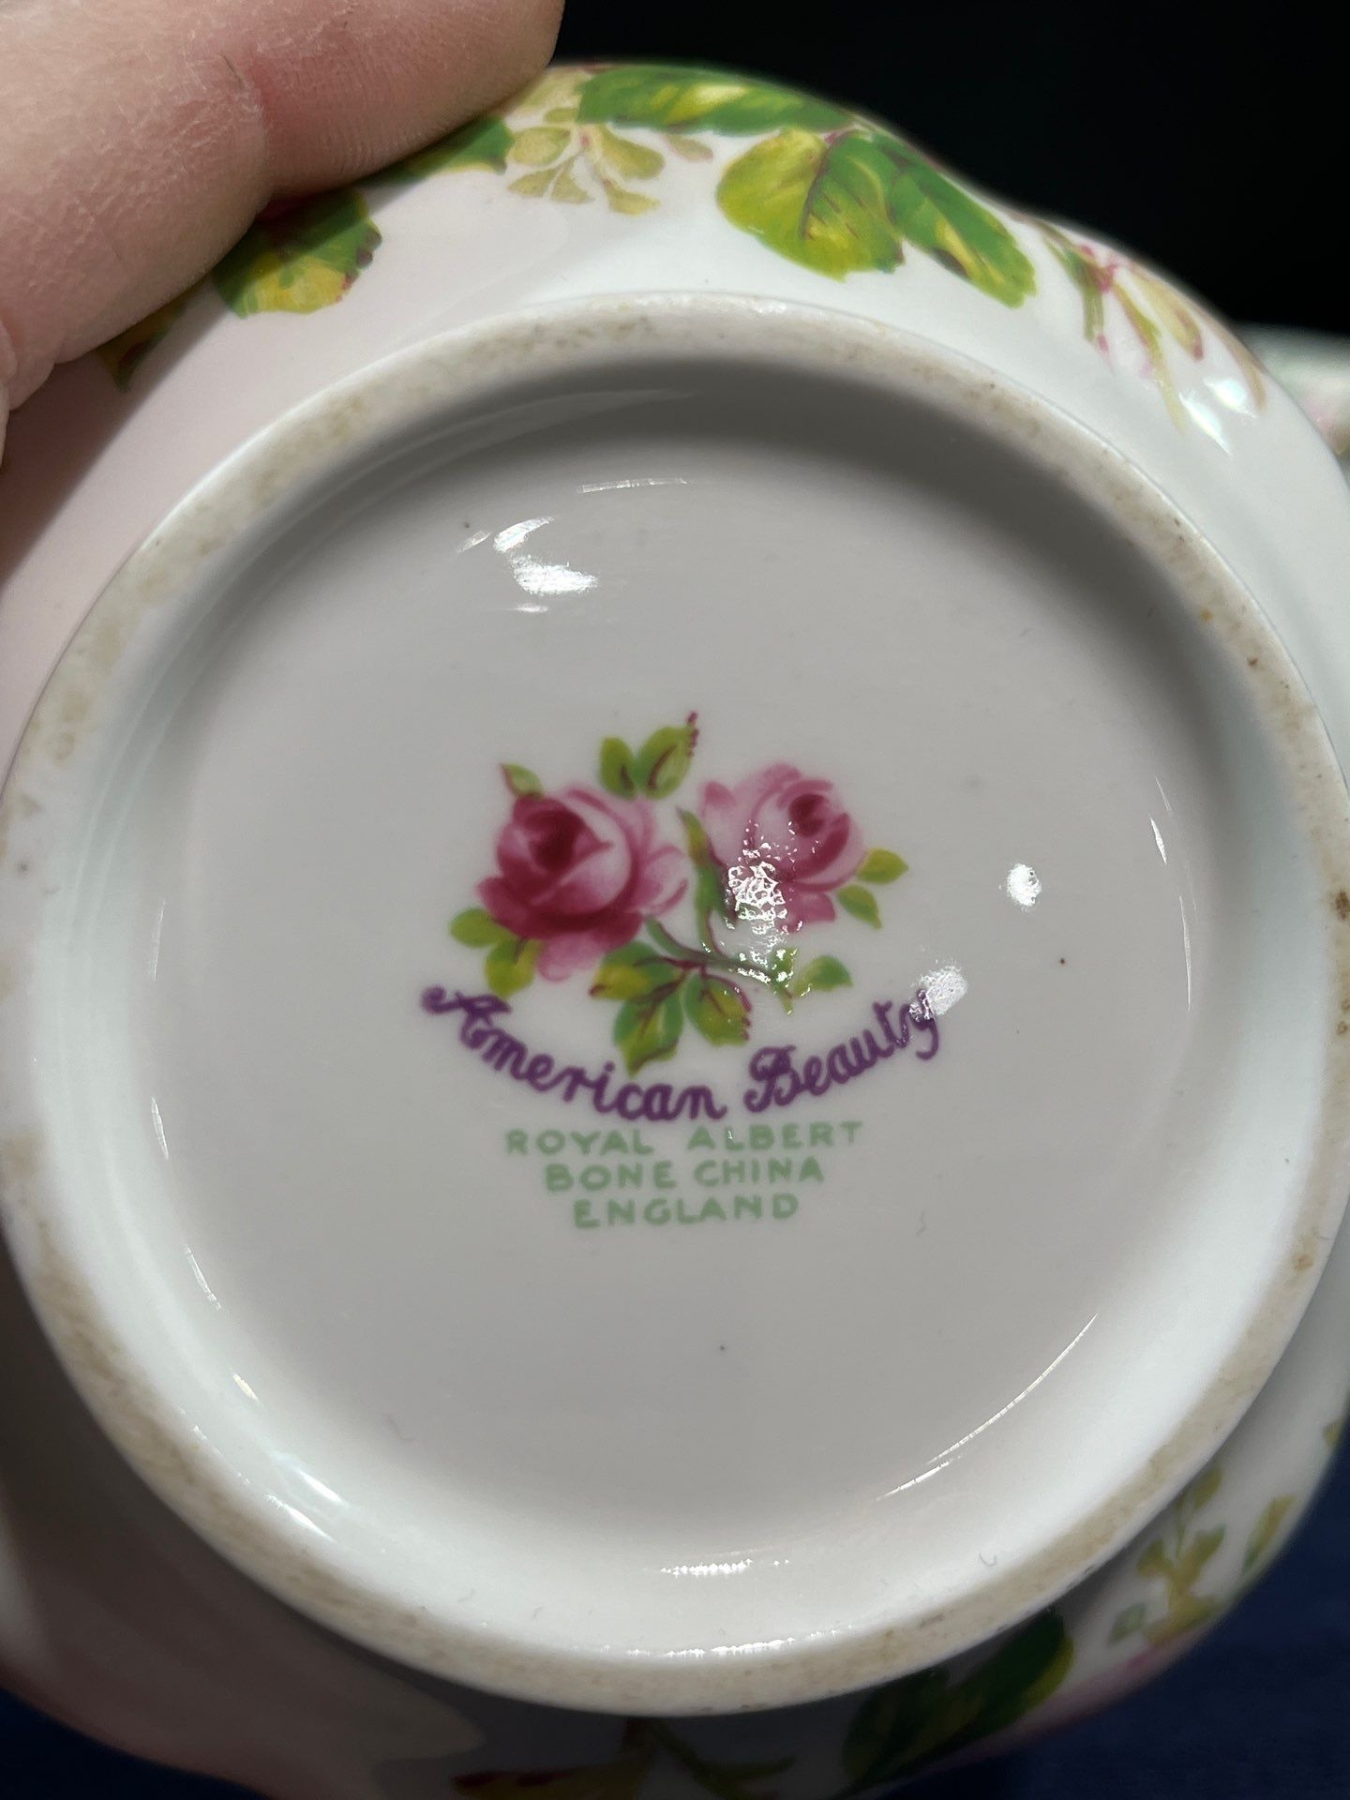 American Beauty
ROYAL ALBERT
BONE CHINA
ENGLAND